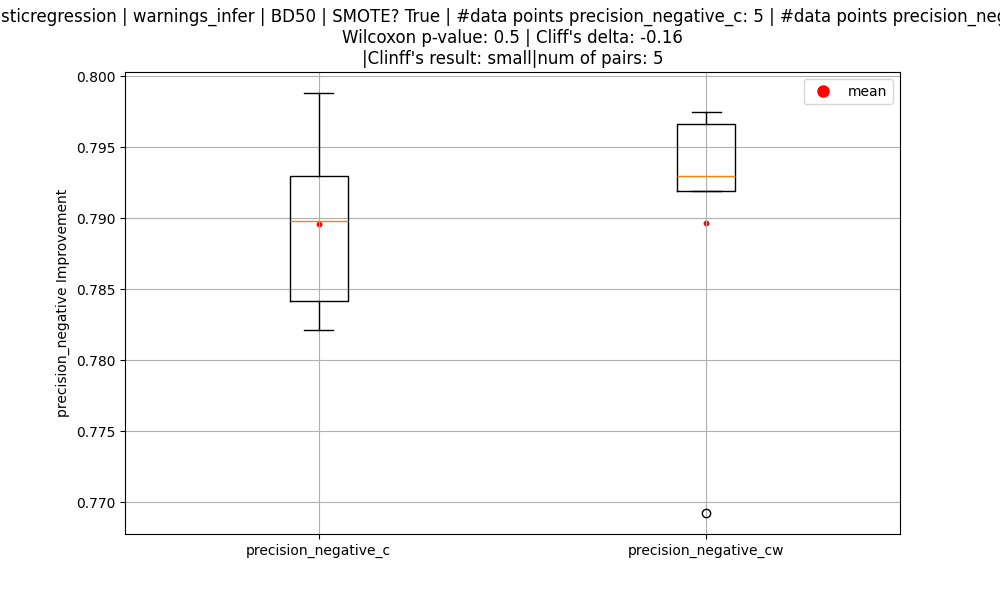 sticregression | warnings_infer | BD50 | SMOTE? True | #data points precision_negative_c: 5 | #data points precision_neg
Wilcoxon p-value: 0.5 | Cliff's delta: -0.16
|Clinff's result: small|num of pairs: 5
mean
0.800
0.795
0.790
0.785
0.780
0.775
0.770
precision_negative Improvement
precision_negative_c
precision_negative_cw